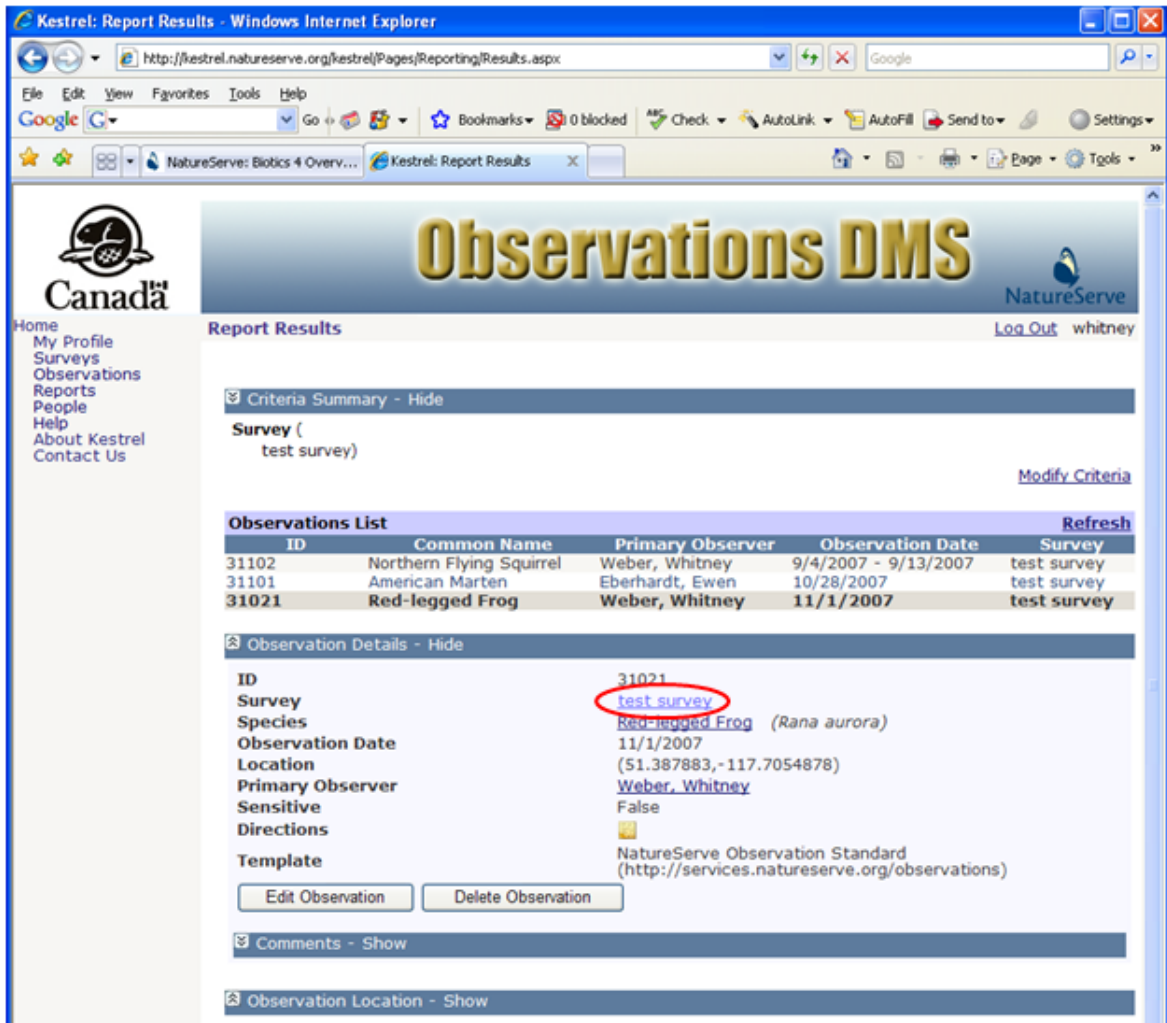 Kestrel: Report Results - Windows Internet Explorer
http://kestrel.natureserve.org/kestrel/Pages/Reporting/Results.aspx
Google
File Edit View Favorites Tools Help
Google G Go Bookmarks 0 blocked Check AutoLink AutoFill Send to Settings
NatureServe: Biotics 4 Overv... Kestrel: Report Results X Page Tools »
Canada
Observations DMS
NatureServe
Home
My Profile
Surveys
Observations
Reports
People
Help
About Kestrel
Contact Us
Report Results Log Out whitney
Criteria Summary - Hide
Survey (
test survey)
Modify Criteria
Observations List Refresh
ID Common Name Primary Observer Observation Date Survey
31102 Northern Flying Squirrel Weber, Whitney 9/4/2007 - 9/13/2007 test survey
31101 American Marten Eberhardt, Ewen 10/28/2007 test survey
31021 Red-legged Frog Weber, Whitney 11/1/2007 test survey
Observation Details - Hide
ID 31021
Survey test survey
Species Red-legged Frog (Rana aurora)
Observation Date 11/1/2007
Location (51.387883,-117.7054878)
Primary Observer Weber, Whitney
Sensitive False
Directions
Template NatureServe Observation Standard
(http://services.natureserve.org/observations)
Edit Observation Delete Observation
Comments - Show
Observation Location - Show